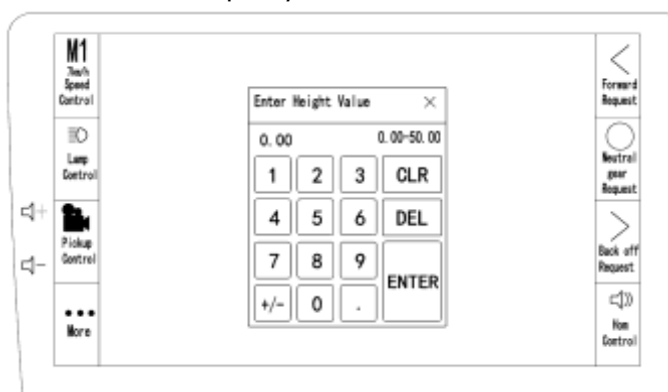 M1
7km/h
Speed
Control
Lamp
Control
Pickup
Control
More
Enter Height Value
0.00 0.00-50.00
1 2 3 CLR
4 5 6 DEL
7 8 9
ENTER
+/- 0 .
Forward
Request
Neutral
gear
Request
Back off
Request
Hom
Control